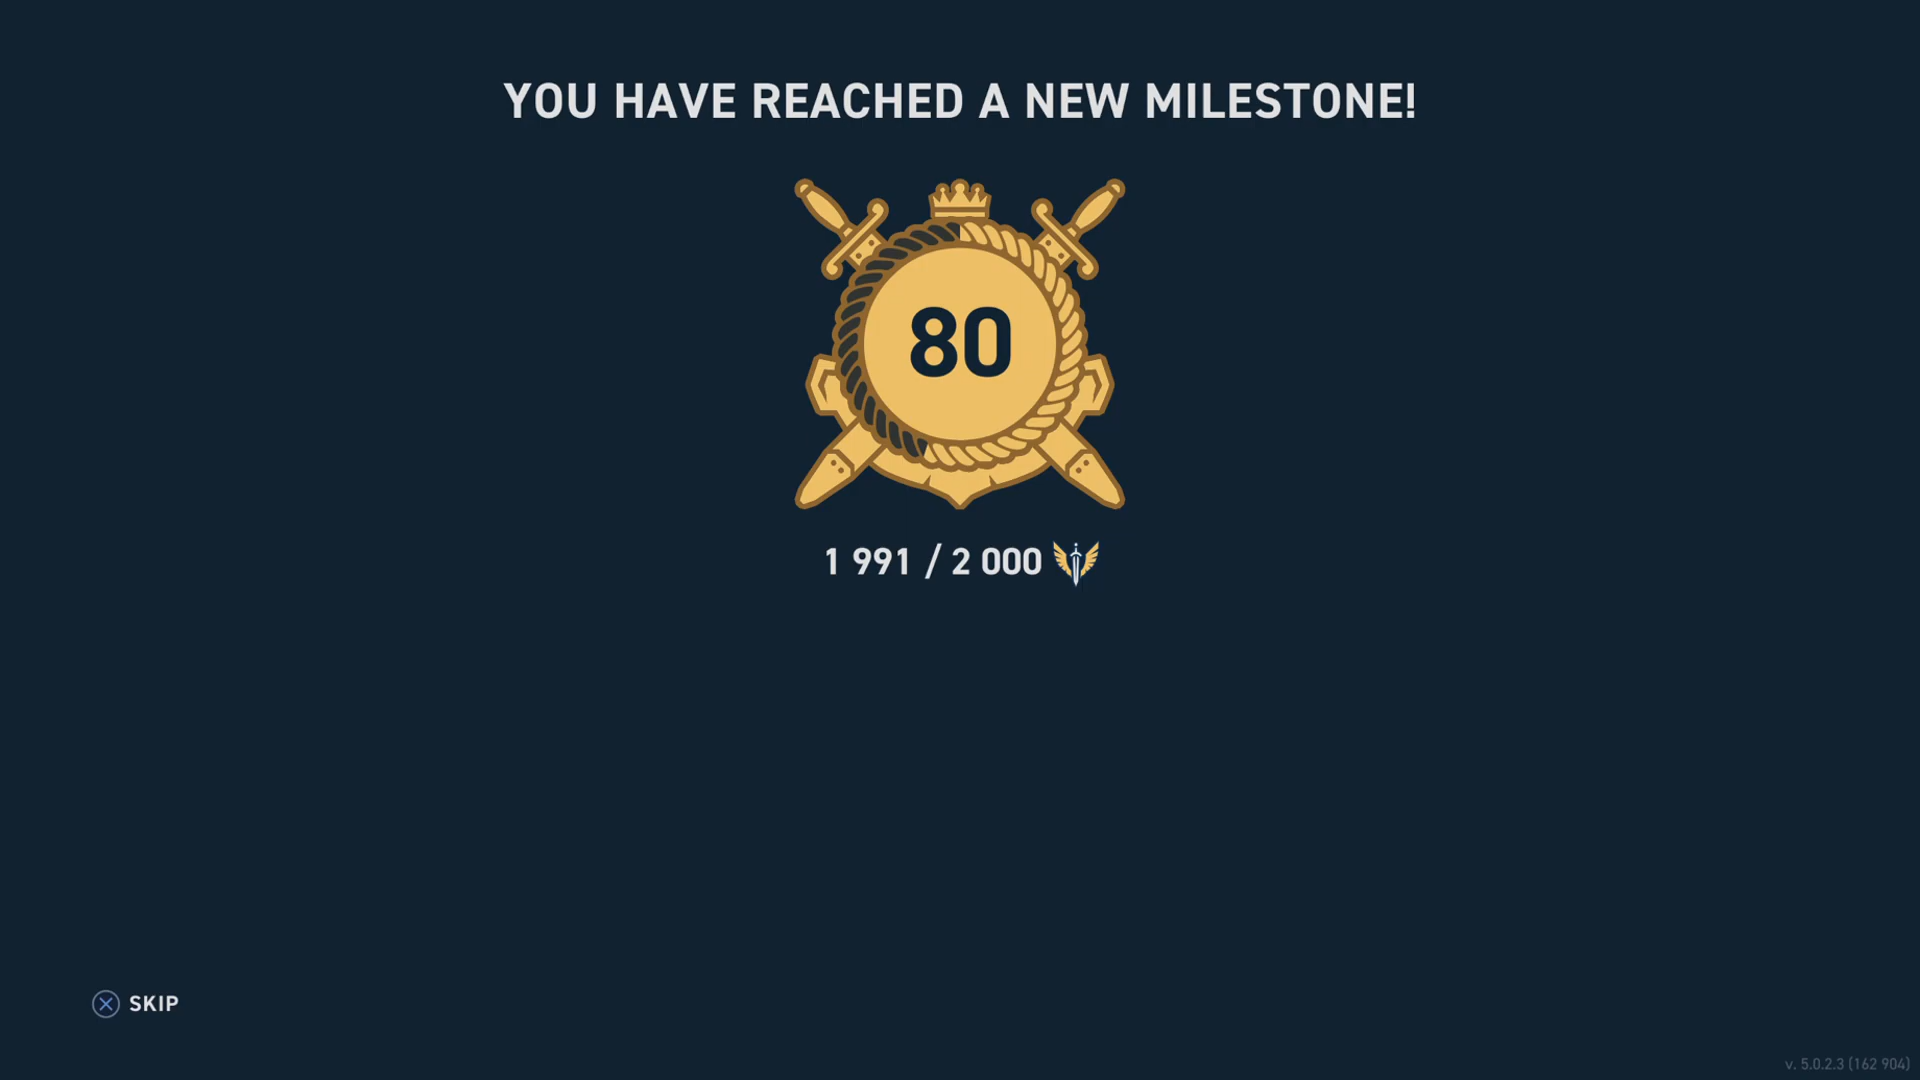 YOU HAVE REACHED A NEW MILESTONE!
80
1 991 / 2 000
SKIP
v. 5.0.2.3 (162 904)